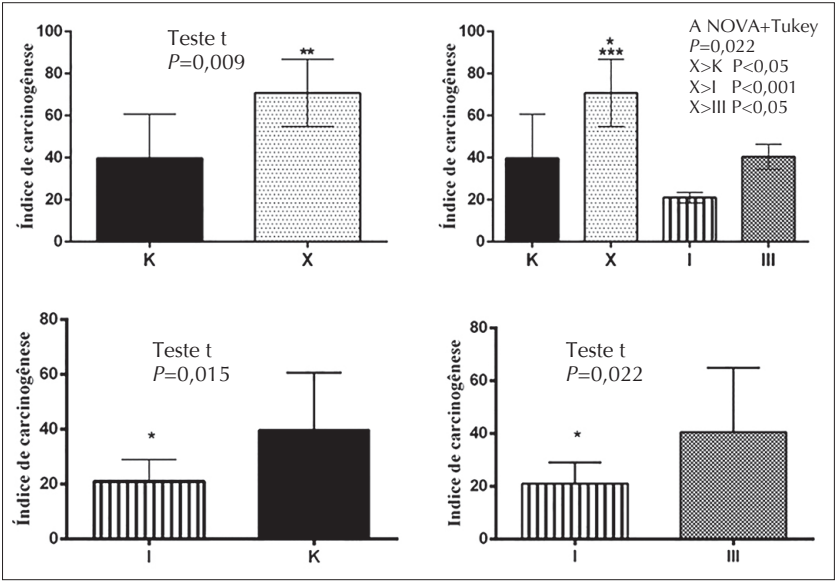 Índice de carcinogênese
100
80
60
40
20
0
Teste t
P=0,009
**
K X
Índice de carcinogênese
100
80
60
40
20
0
*
***
A NOVA+Tukey
P=0,022
X>K P<0,05
X>I P<0,001
X>III P<0,05
K X I III
Índice de carcinogênese
80
60
40
20
0
Teste t
P=0,015
*
I K
Índice de carcinogênese
80
60
40
20
0
Teste t
P=0,022
*
I III